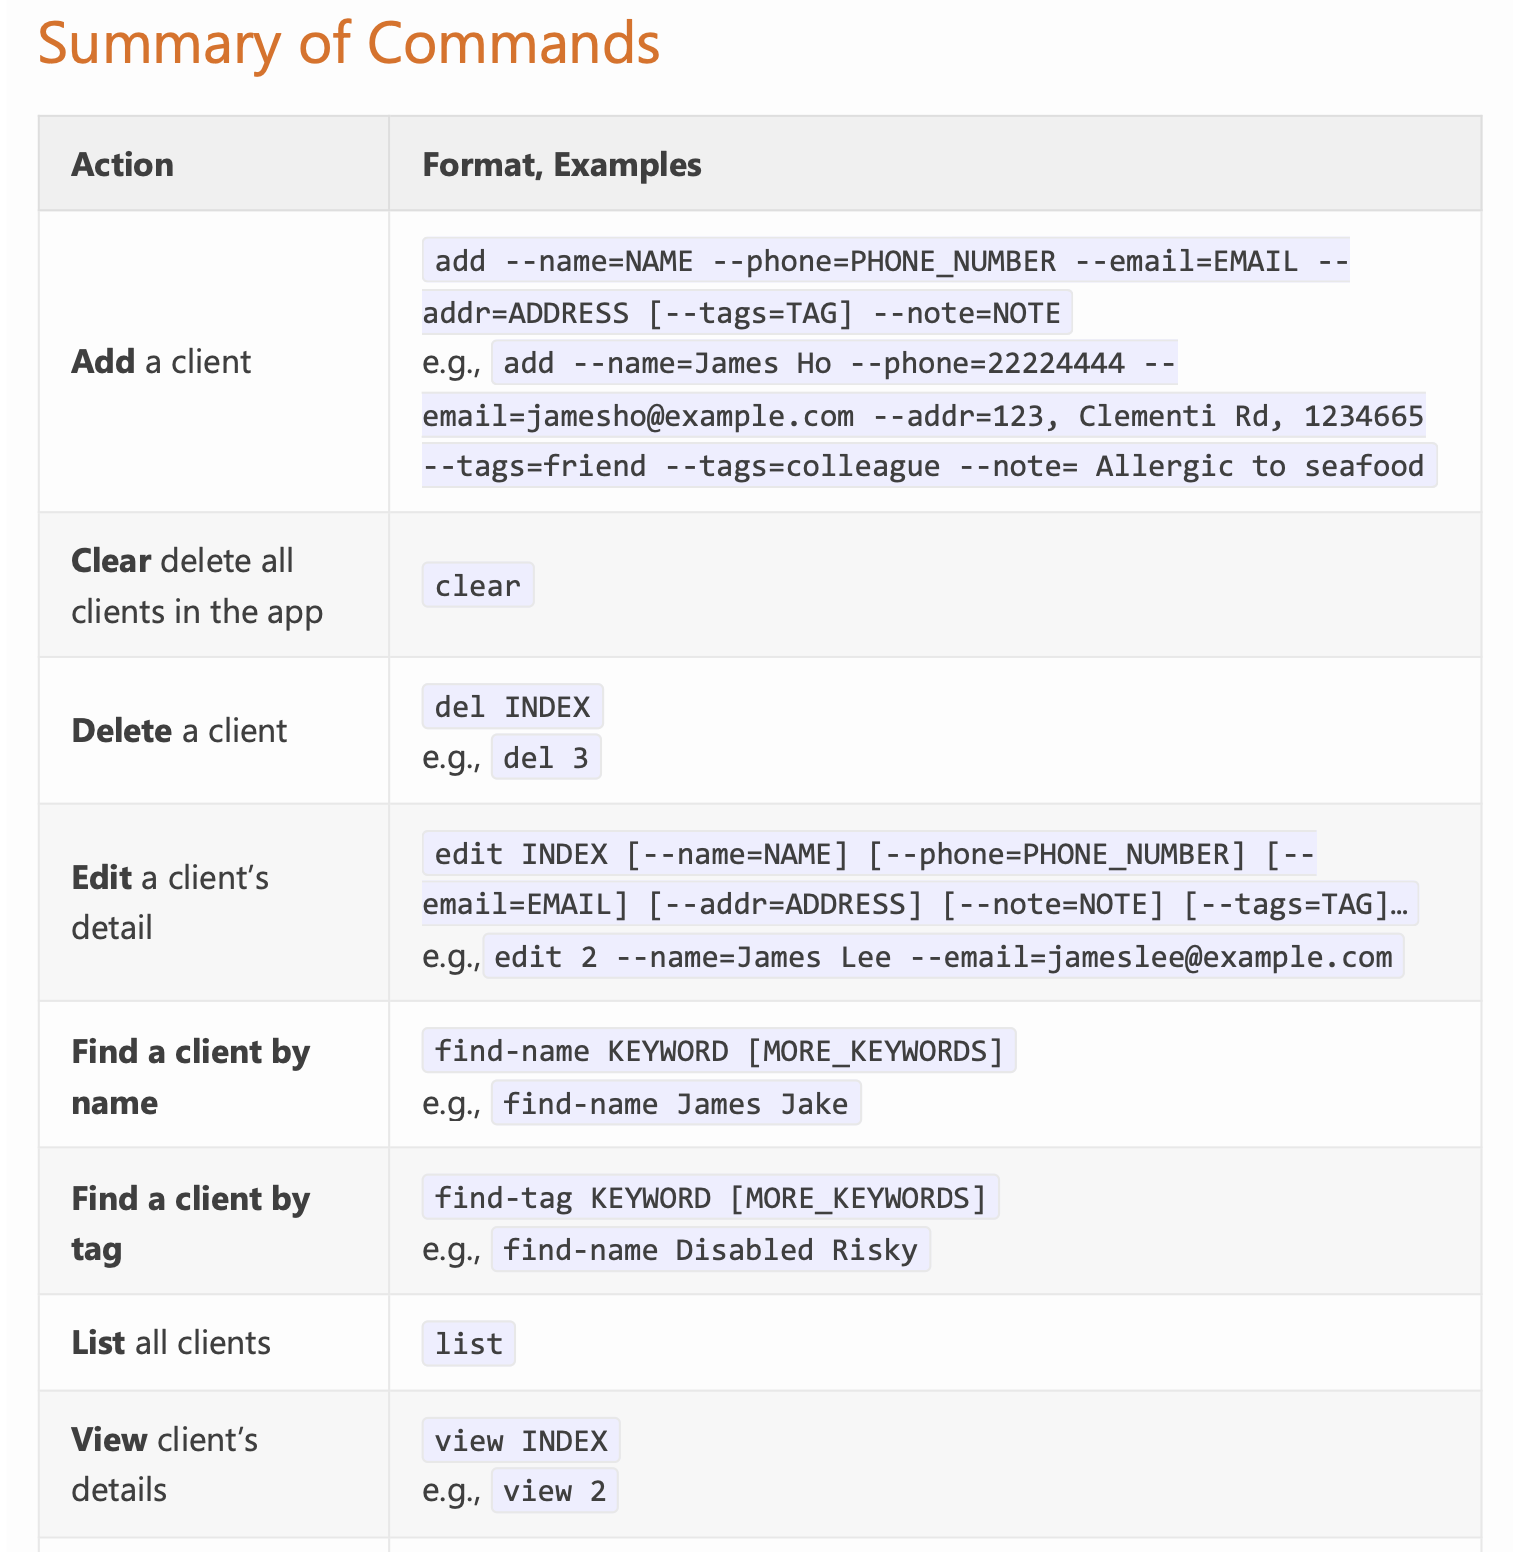 Summary of Commands
Action
Format, Examples
Add a client
add --name=NAME --phone=PHONE_NUMBER --email=EMAIL --
addr=ADDRESS [--tags=TAG] --note=NOTE
e.g., add --name=James Ho --phone=22224444 --
email=jamesho@example.com --addr=123, Clementi Rd, 1234665
--tags=friend --tags=colleague --note= Allergic to seafood
Clear delete all
clients in the app
clear
Delete a client
del INDEX
e.g., del 3
Edit a client’s
detail
edit INDEX [--name=NAME] [--phone=PHONE_NUMBER] [--
email=EMAIL] [--addr=ADDRESS] [--note=NOTE] [--tags=TAG]…
e.g., edit 2 --name=James Lee --email=jameslee@example.com
Find a client by
name
find-name KEYWORD [MORE_KEYWORDS]
e.g., find-name James Jake
Find a client by
tag
find-tag KEYWORD [MORE_KEYWORDS]
e.g., find-name Disabled Risky
List all clients
list
View client’s
details
view INDEX
e.g., view 2